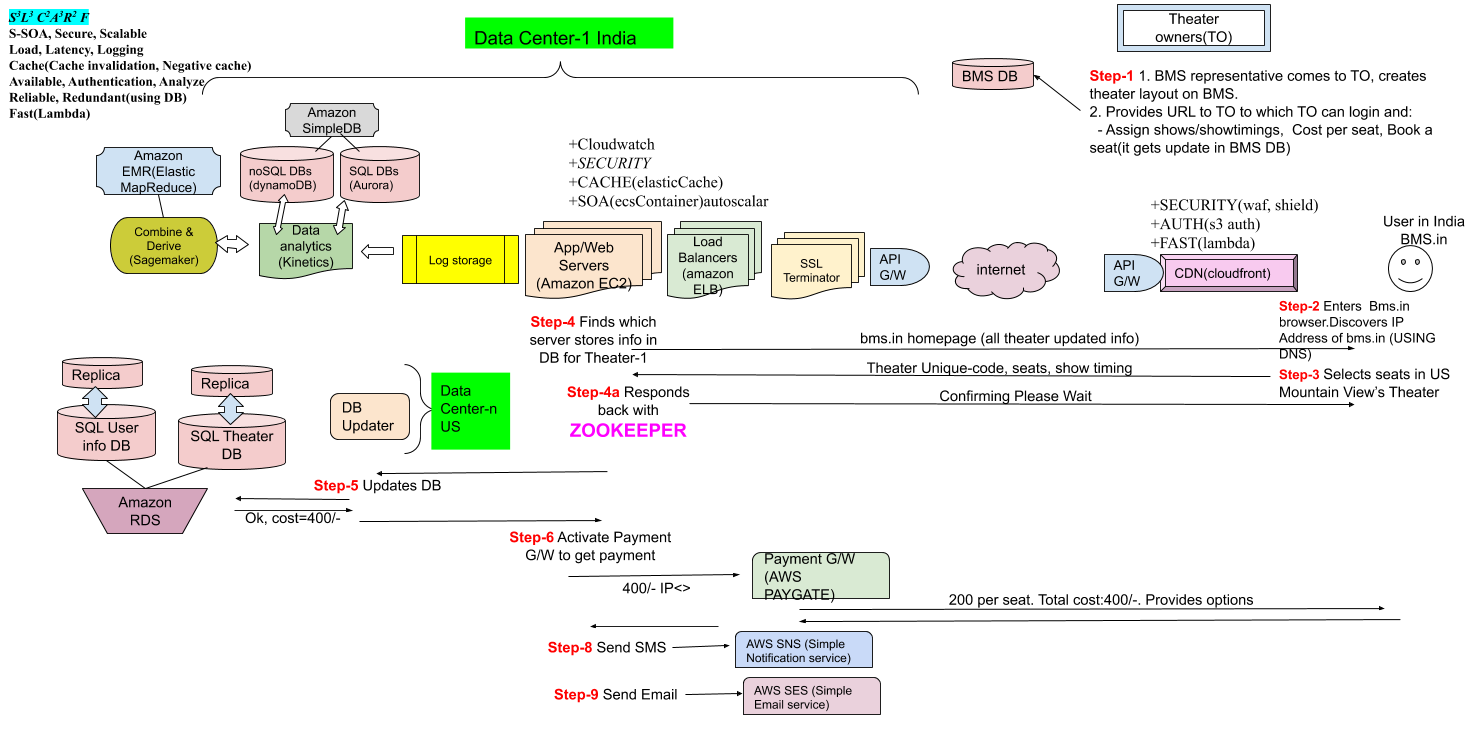 S³L³ C²A³R² F
S-SOA, Secure, Scalable
Load, Latency, Logging
Cache(Cache invalidation, Negative cache)
Available, Authentication, Analyze
Reliable, Redundant(using DB)
Fast(Lambda)
Data Center-1 India
Theater
owners(TO)
BMS DB
Step-1 1. BMS representative comes to TO, creates
theater layout on BMS.
2. Provides URL to TO to which TO can login and:
- Assign shows/showtimings, Cost per seat, Book a
seat(it gets update in BMS DB)
Amazon
SimpleDB
Amazon
EMR(Elastic
MapReduce)
noSQL DBs
(dynamoDB)
SQL DBs
(Aurora)
+Cloudwatch
+SECURITY
+CACHE(elasticCache)
+SOA(ecsContainer)autoscalar
+SECURITY(waf, shield)
+AUTH(s3 auth)
+FAST(lambda)
User in India
BMS.in
Combine &
Derive
(Sagemaker)
Data
analytics
(Kinetics)
Log storage
App/Web
Servers
(Amazon EC2)
Load
Balancers
(amazon
ELB)
SSL
Terminator
API
G/W
internet
API
G/W
CDN(cloudfront)
Step-2 Enters Bms.in
browser.Discovers IP
Address of bms.in (USING
DNS)
Step-4 Finds which
server stores info in
DB for Theater-1
bms.in homepage (all theater updated info)
Theater Unique-code, seats, show timing
Step-3 Selects seats in US
Mountain View's Theater
Step-4a Responds
back with
ZOOKEEPER
Confirming Please Wait
Replica
Replica
SQL User
info DB
SQL Theater
DB
DB
Updater
Data
Center-n
US
Amazon
RDS
Step-5 Updates DB
Ok, cost=400/-
Step-6 Activate Payment
G/W to get payment
400/- IP<>
Payment G/W
(AWS
PAYGATE)
200 per seat. Total cost:400/-. Provides options
Step-8 Send SMS
AWS SNS (Simple
Notification service)
Step-9 Send Email
AWS SES (Simple
Email service)